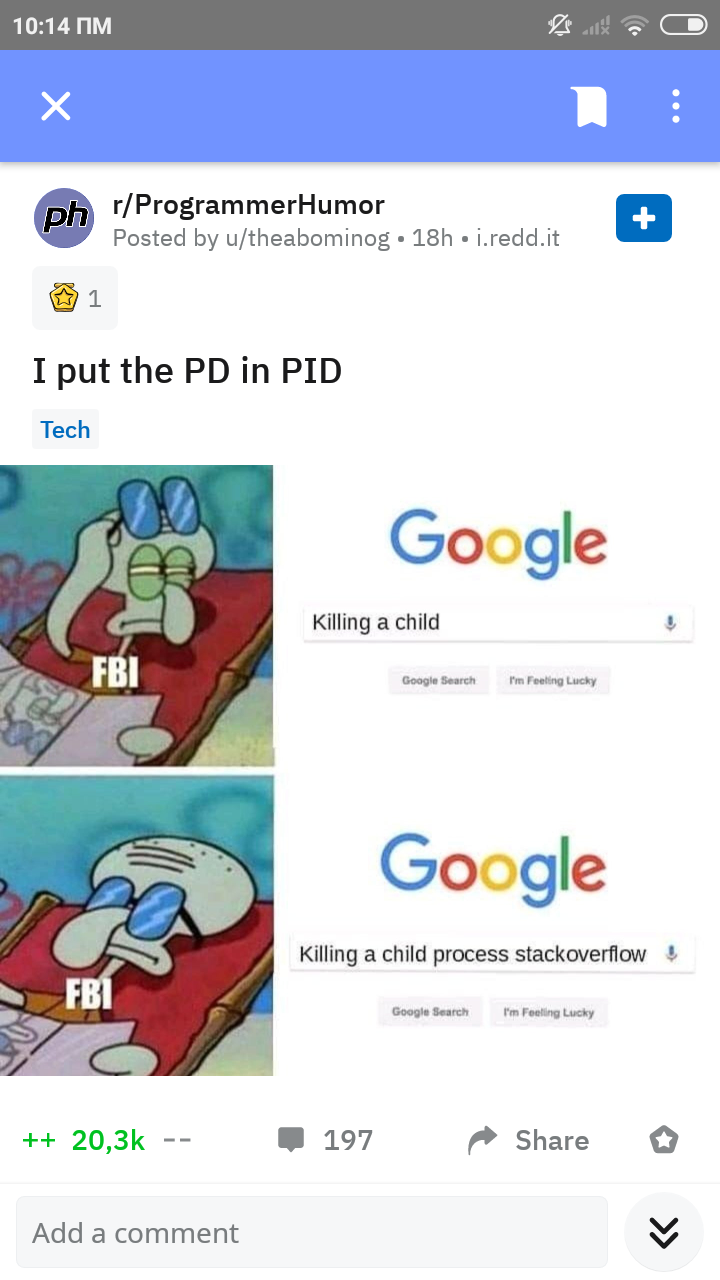 10:14 ПМ
ph r/ProgrammerHumor
Posted by u/theabominog • 18h • i.redd.it
1
I put the PD in PID
Tech
Google
Killing a child
Google Search I'm Feeling Lucky
FBI
Google
Killing a child process stackoverflow
Google Search I'm Feeling Lucky
FBI
++ 20,3k -- 197 Share
Add a comment